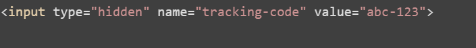 <input type="hidden" name="tracking-code" value="abc-123">